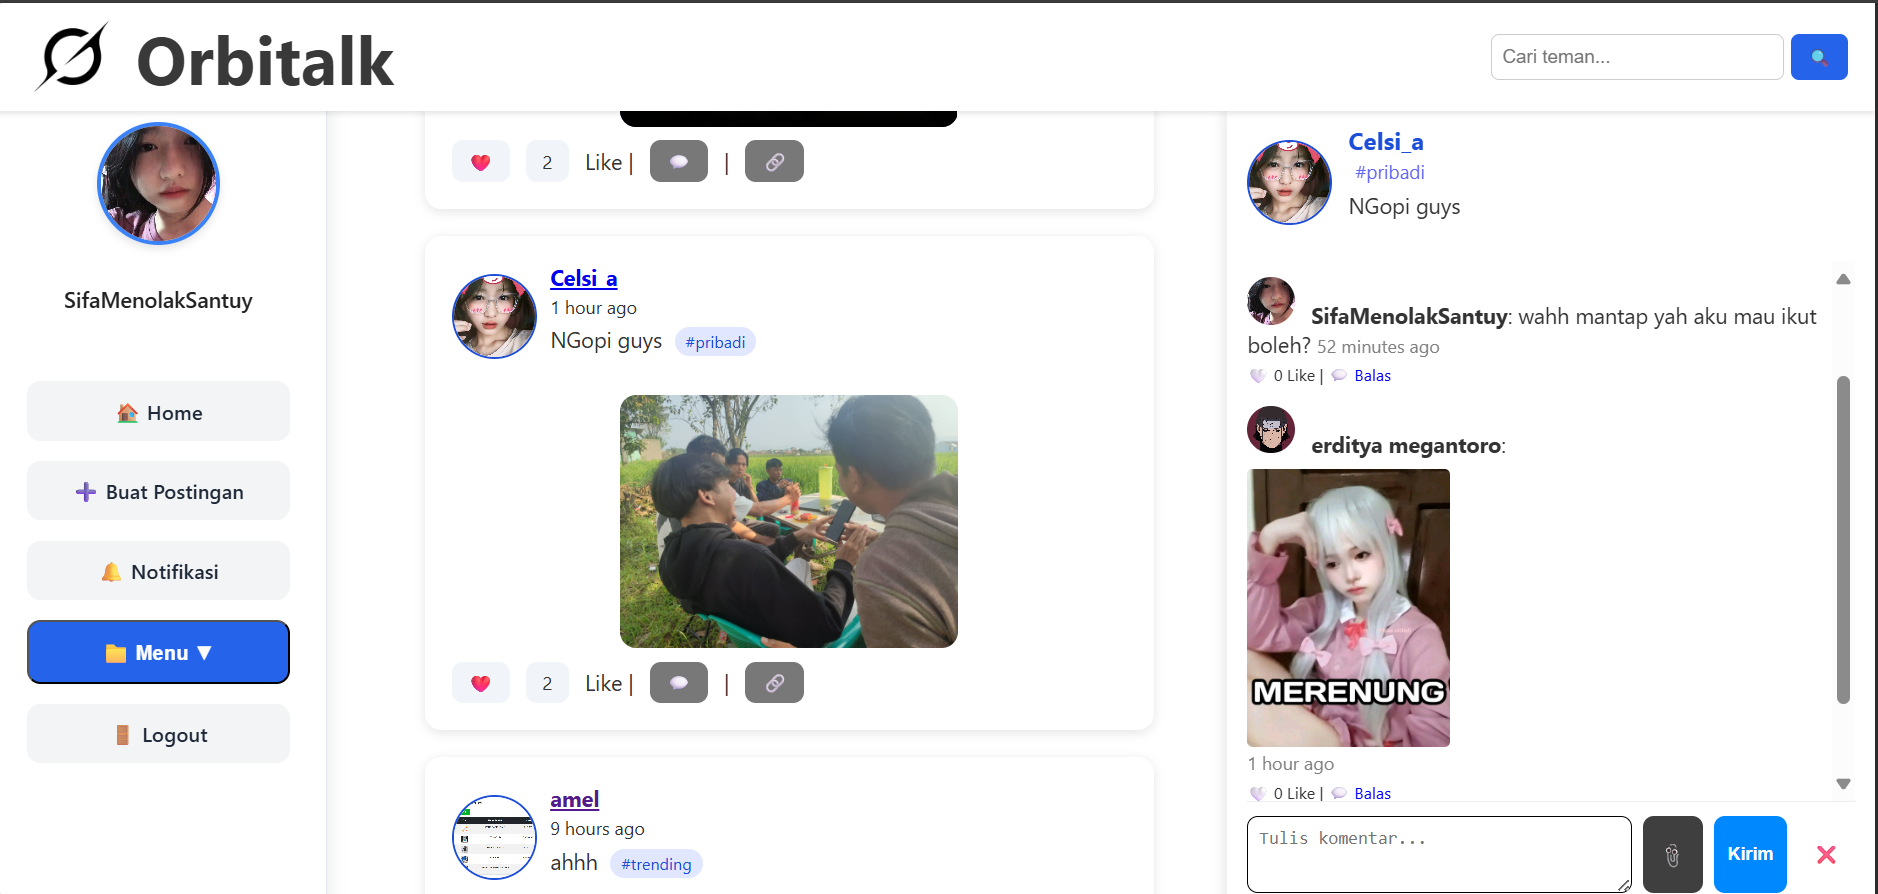 Orbitalk
Cari teman...
SifaMenolakSantuy
Home
Buat Postingan
Notifikasi
Menu ▼
Logout
2 Like | |
Celsi_a
1 hour ago
NGopi guys #pribadi
2 Like | |
amel
9 hours ago
ahhh #trending
Celsi_a
#pribadi
NGopi guys
SifaMenolakSantuy: wahh mantap yah aku mau ikut
boleh? 52 minutes ago
0 Like | Balas
erditya megantoro:
MERENUNG
1 hour ago
0 Like | Balas
Tulis komentar...
Kirim